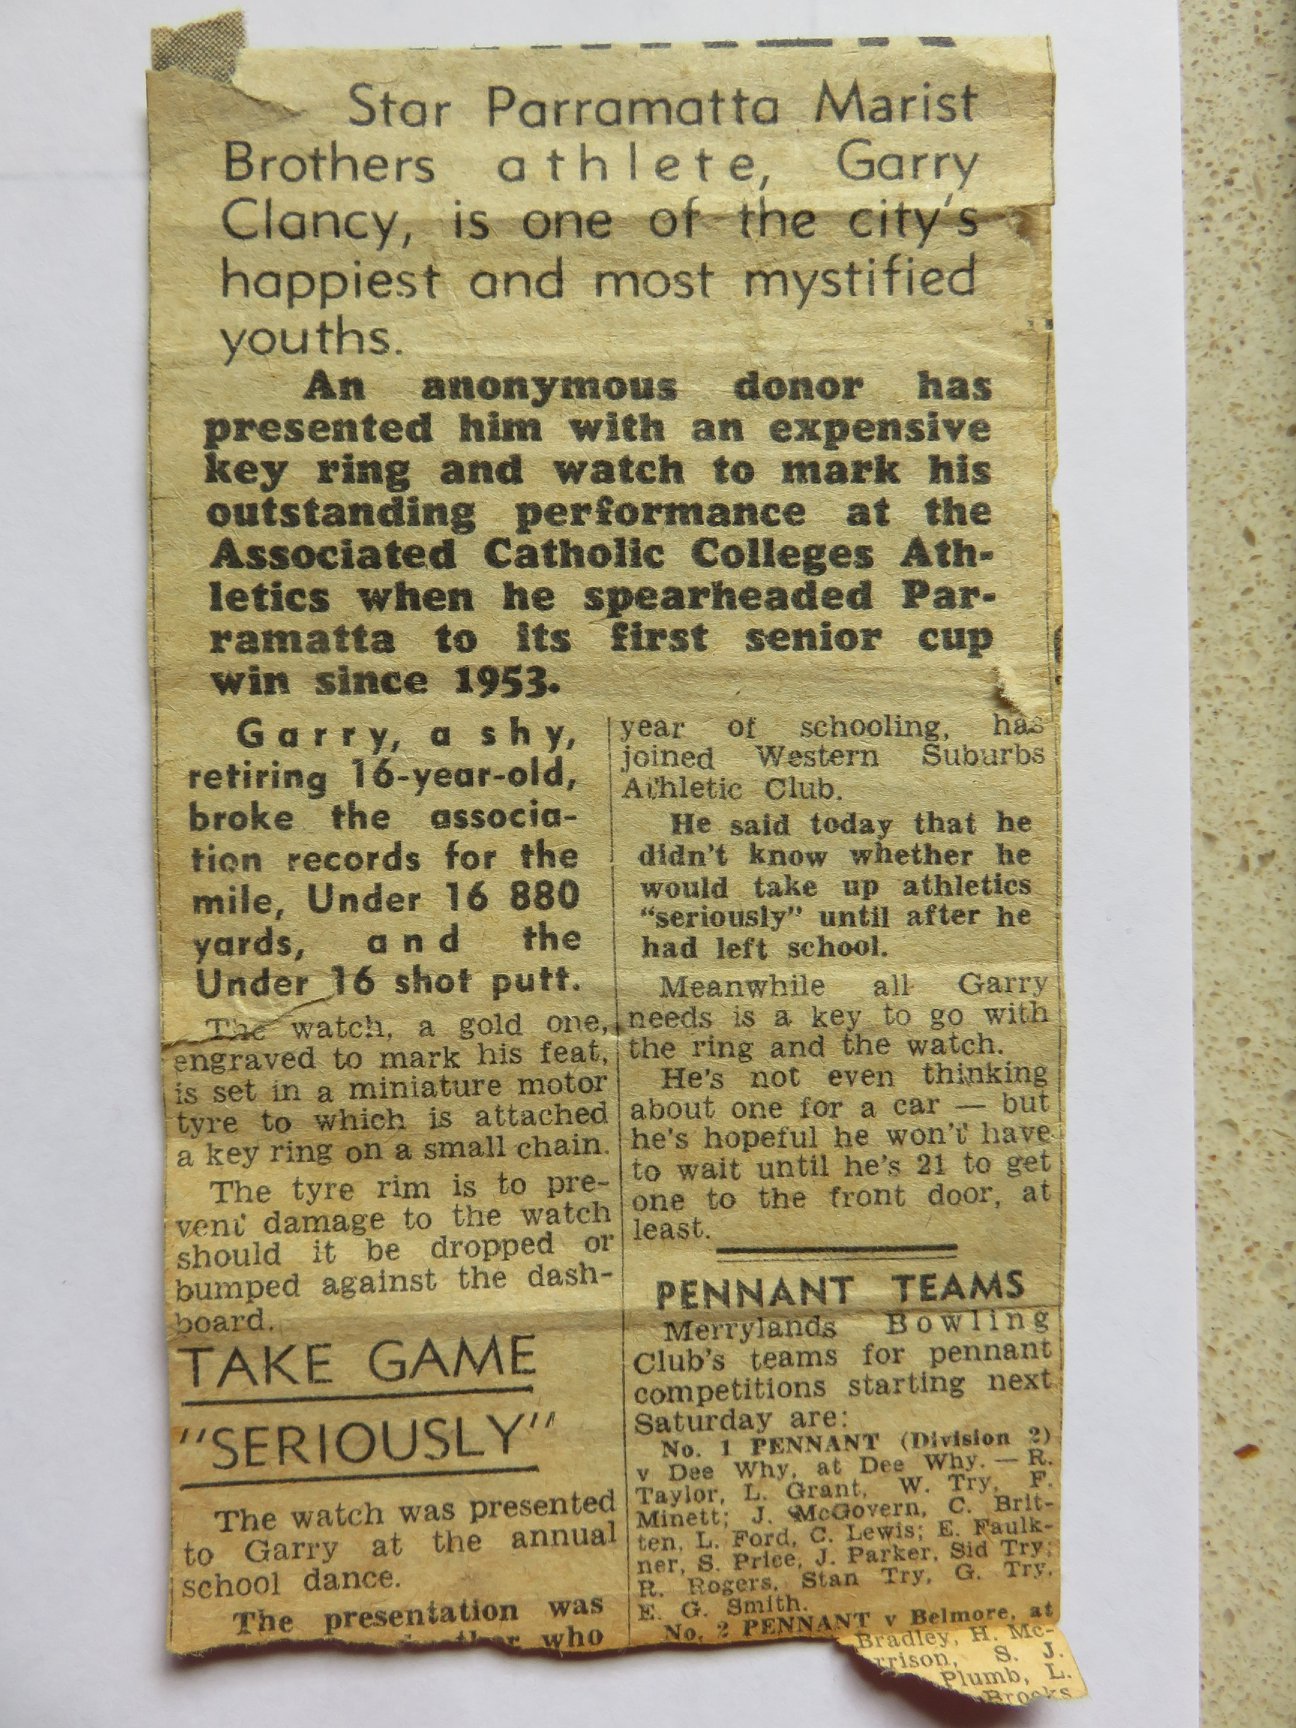 Star Parramatta Marist
Brothers athlete, Garry
Clancy, is one of the city's
happiest and most mystified
youths.
An anonymous donor has
presented him with an expensive
key ring and watch to mark his
outstanding performance at the
Associated Catholic Colleges Ath-
letics when he spearheaded Par-
ramatta to its first senior cup
win since 1953.
Garry, a shy,
retiring 16-year-old,
broke the associa-
tion records for the
mile, Under 16 880
yards, and the
Under 16 shot putt.
The watch, a gold one,
engraved to mark his feat,
is set in a miniature motor
tyre to which is attached
a key ring on a small chain.
The tyre rim is to pre-
vent damage to the watch
should it be dropped or
bumped against the dash-
board.
TAKE GAME
"SERIOUSLY"
The watch was presented
to Garry at the annual
school dance.
The presentation was
who
year of schooling, has
joined Western Suburbs
Athletic Club.
He said today that he
didn't know whether he
would take up athletics
"seriously" until after he
had left school.
Meanwhile all Garry
needs is a key to go with
the ring and the watch.
He's not even thinking
about one for a car — but
he's hopeful he won't have
to wait until he's 21 to get
one to the front door, at
least.
PENNANT TEAMS
Merrylands Bowling
Club's teams for pennant
competitions starting next
Saturday are:
No. 1 PENNANT (Division 2)
v Dee Why, at Dee Why. — R.
Taylor, L. Grant, W. Try, F.
Minett; J. McGovern, C. Brit-
ten, L. Ford, C. Lewis; E. Faulk-
ner, S. Price, J. Parker, Sid Try;
R. Rogers, Stan Try, G. Try,
E. G. Smith.
No. 2 PENNANT v Belmore, at
Bradley, H. Mc-
rrison, S. J.
Plumb, L.
Brooks